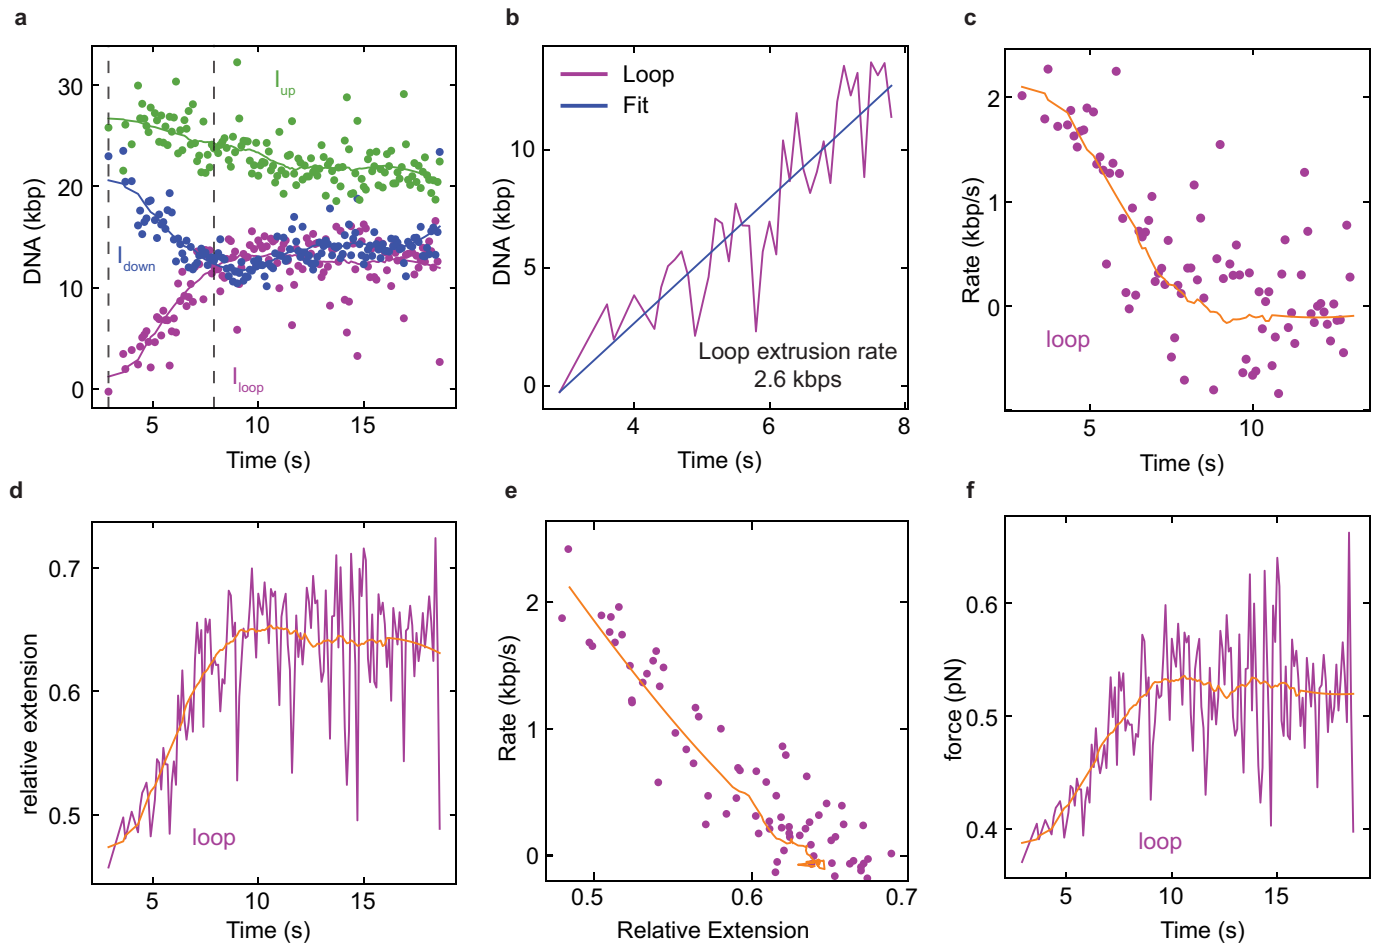 a
DNA (kbp)
30
20
10
0
I up
I down
I loop
5
10
15
Time (s)
b
DNA (kbp)
10
5
0
Loop
Fit
Loop extrusion rate
2.6 kbps
4
6
8
Time (s)
c
Rate (kbp/s)
2
1
0
loop
5
10
Time (s)
d
relative extension
0.7
0.6
0.5
loop
5
10
15
Time (s)
e
Rate (kbp/s)
2
1
0
0.5
0.6
0.7
Relative Extension
f
force (pN)
0.6
0.5
0.4
loop
5
10
15
Time (s)